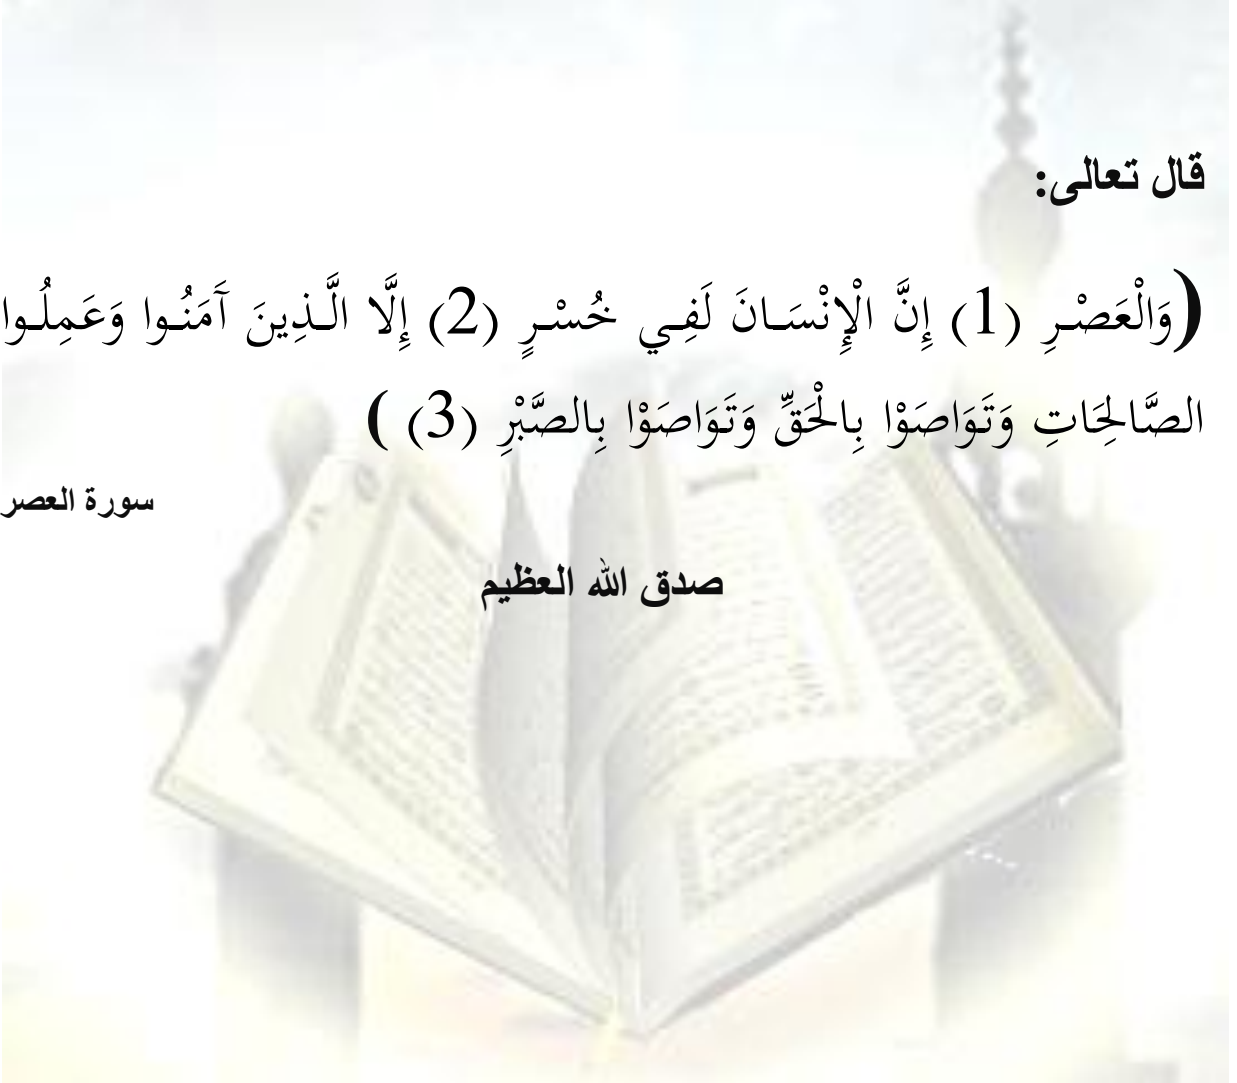 قال تعالى:
(وَالْعَصْرِ (1) إِنَّ الْإِنْسَانَ لَفِي خُسْرٍ (2) إِلَّا الَّذِينَ آَمَنُوا وَعَمِلُوا
الصَّالِحَاتِ وَتَوَاصَوْا بِالْحَقِّ وَتَوَاصَوْا بِالصَّبْرِ (3) )
سورة العصر
صدق الله العظيم